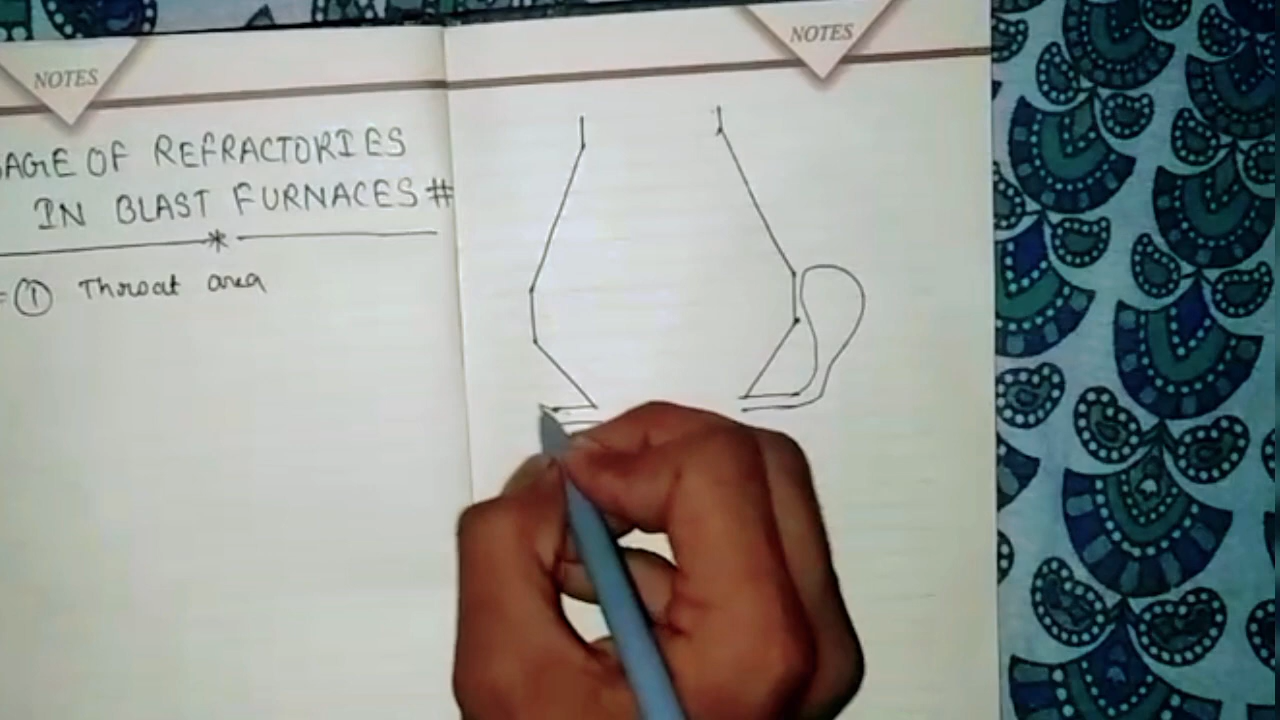 NOTES
NOTES
AGE OF REFRACTORIES
IN BLAST FURNACES #
① Throat area